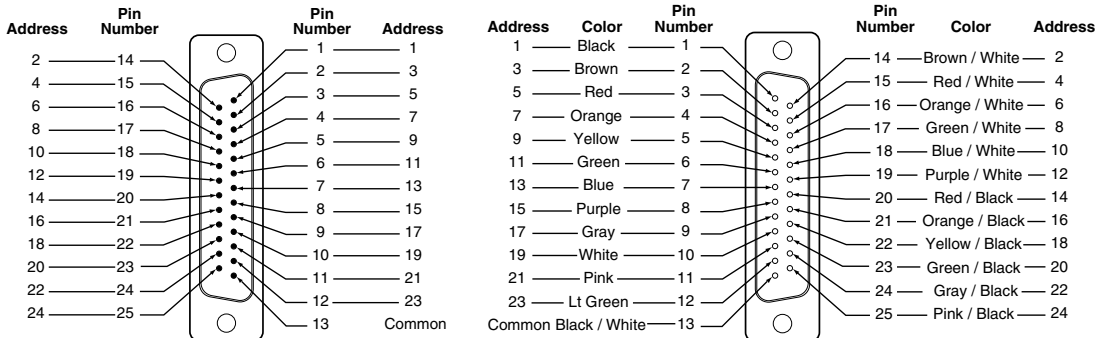 Address Pin Number
2 14
4 15
6 16
8 17
10 18
12 19
14 20
16 21
18 22
20 23
22 24
24 25
Pin Number Address
1 1
2 3
3 5
4 7
5 9
6 11
7 13
8 15
9 17
10 19
11 21
12 23
13 Common
Address Color Pin Number
1 Black 1
3 Brown 2
5 Red 3
7 Orange 4
9 Yellow 5
11 Green 6
13 Blue 7
15 Purple 8
17 Gray 9
19 White 10
21 Pink 11
23 Lt Green 12
Common Black / White 13
Pin Number Color Address
14 Brown / White 2
15 Red / White 4
16 Orange / White 6
17 Green / White 8
18 Blue / White 10
19 Purple / White 12
20 Red / Black 14
21 Orange / Black 16
22 Yellow / Black 18
23 Green / Black 20
24 Gray / Black 22
25 Pink / Black 24